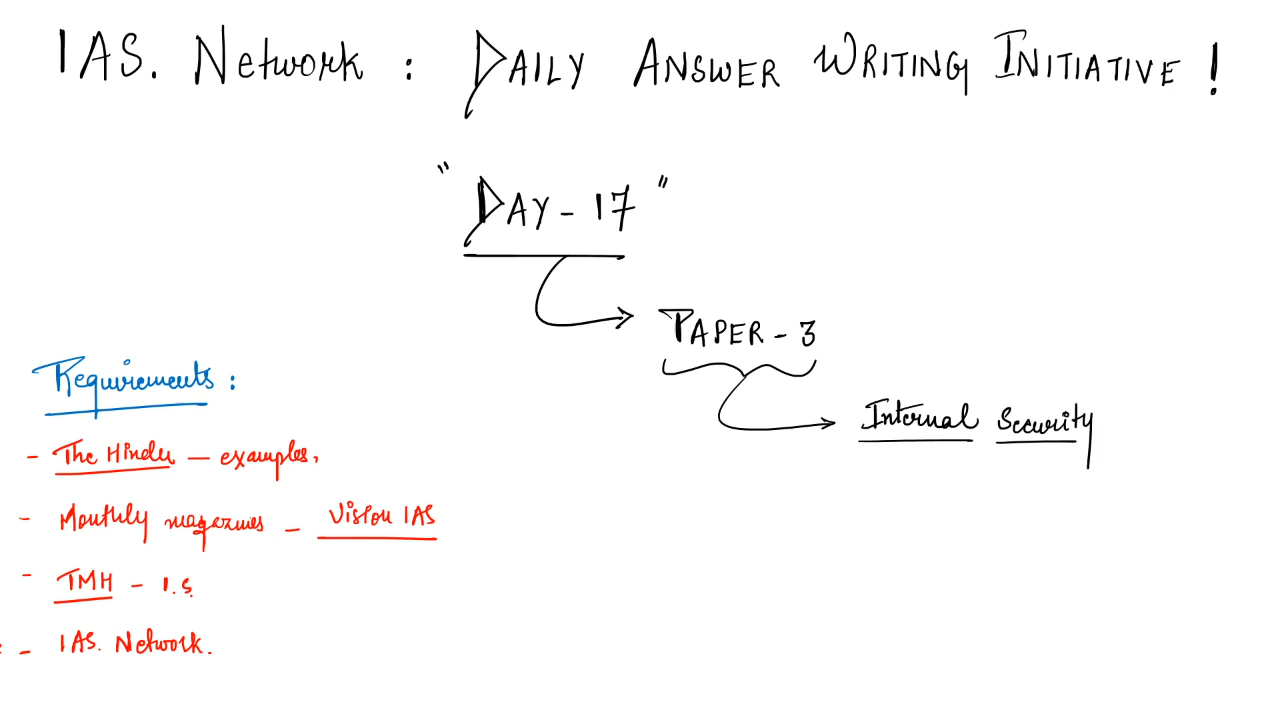 IAS. Network : DAILY ANSWER WRITING INITIATIVE !
"DAY - 17"
PAPER - 3
Internal Security
Requirements :
- The Hindu - examples.
- Monthly magazines - Vision IAS
- TMH - I.S.
- IAS. Network.